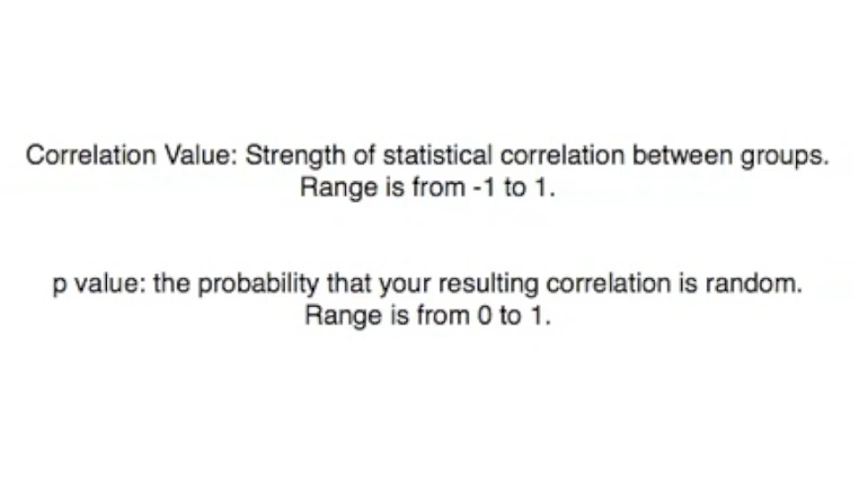 Correlation Value: Strength of statistical correlation between groups.
Range is from -1 to 1.
p value: the probability that your resulting correlation is random.
Range is from 0 to 1.